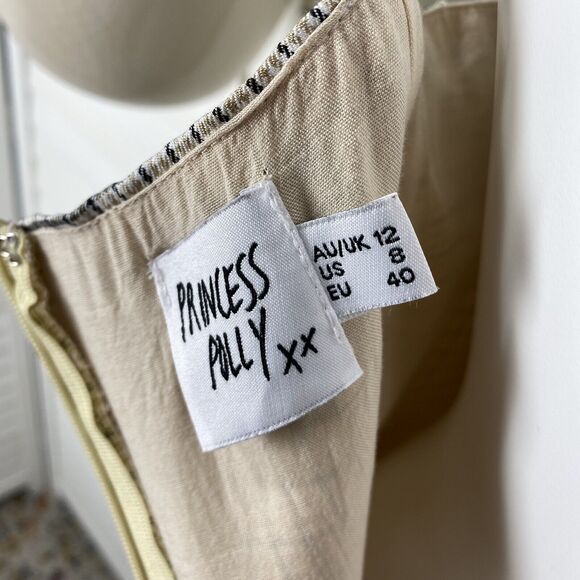 PRINCESS
POLLY xx
AU/UK 12
US 8
EU 40